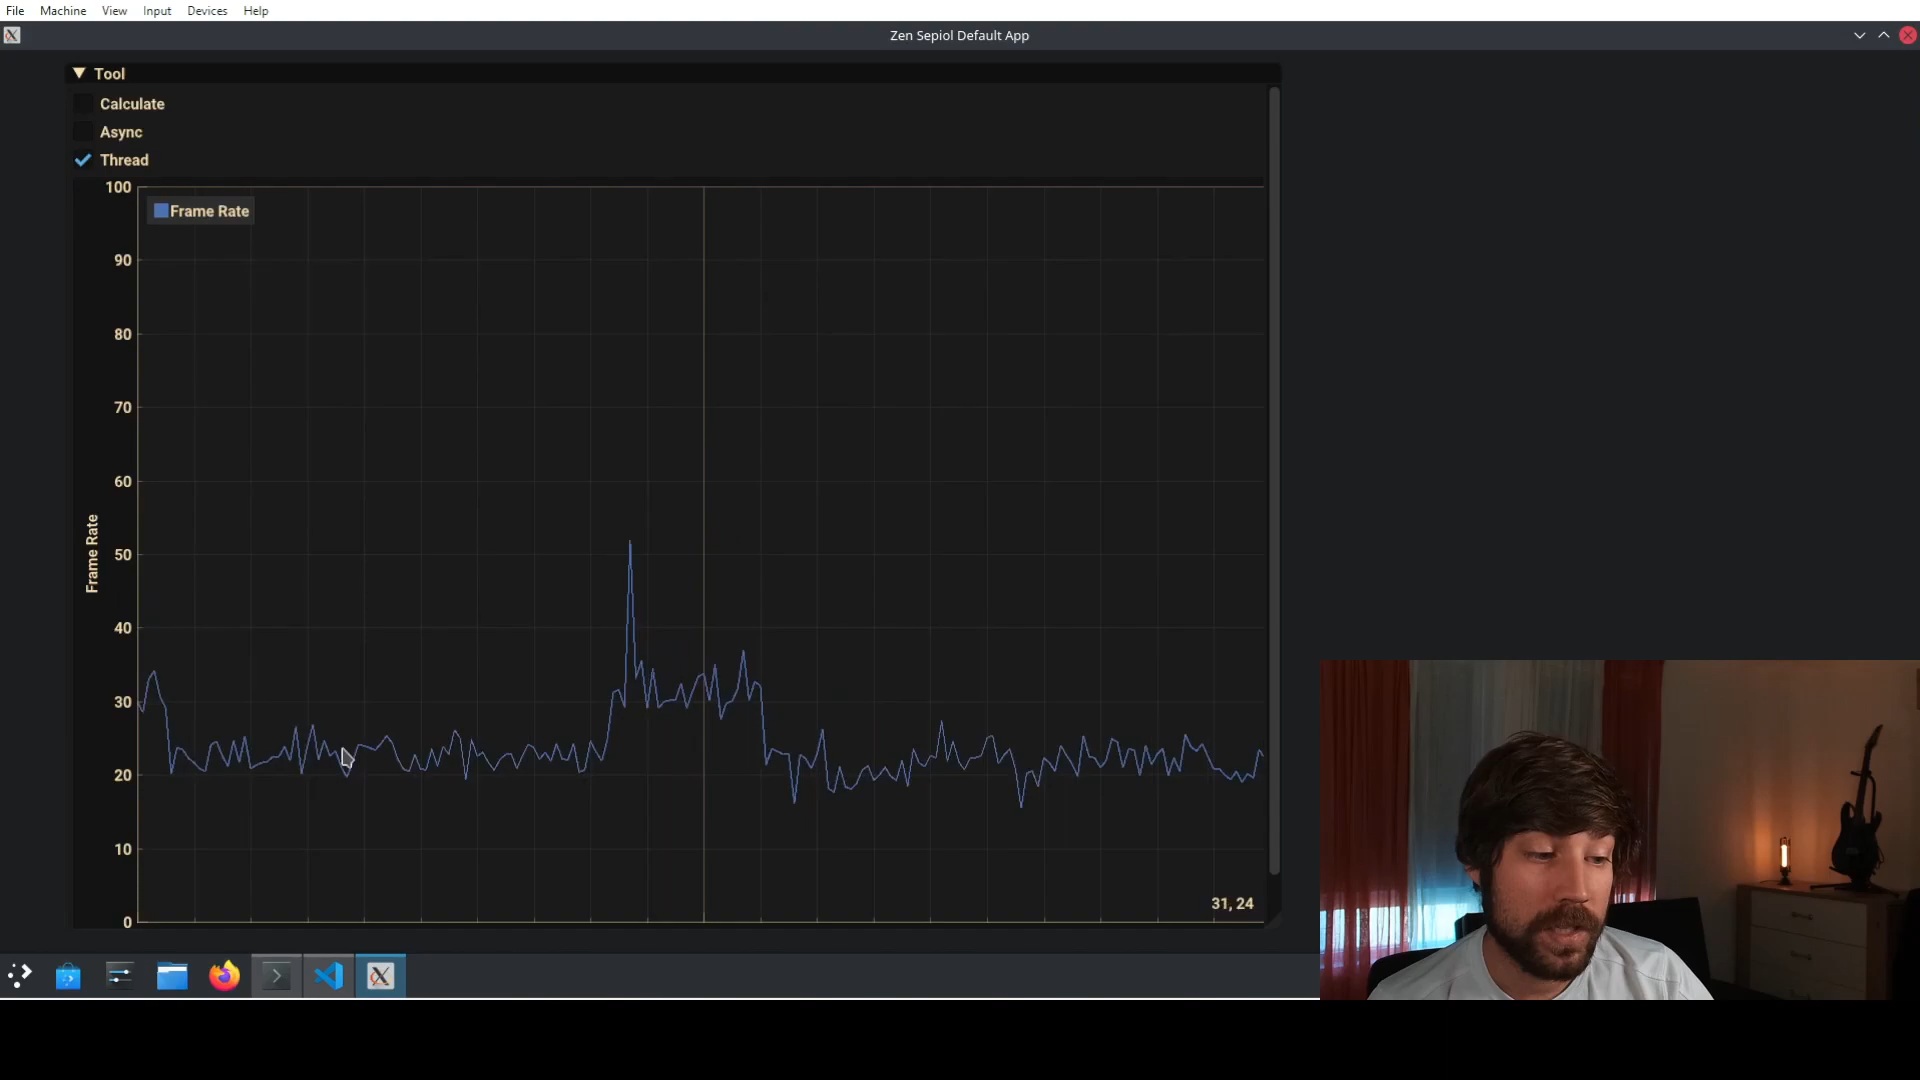 File Machine View Input Devices Help
Zen Sepiol Default App
Tool
Calculate
Async
Thread
100
Frame Rate
90
80
70
60
50
40
30
20
10
0
Frame Rate
31, 24